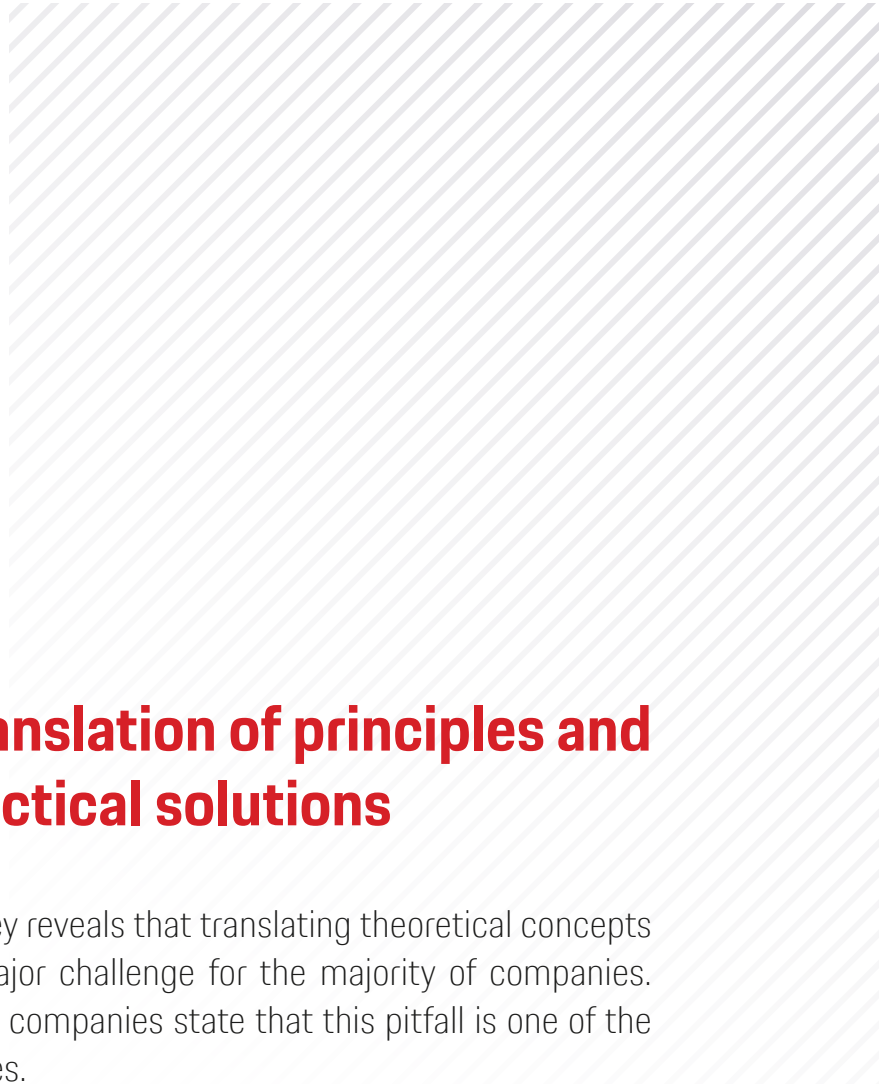 anslation of principles and
ctical solutions
ey reveals that translating theoretical concepts
ajor challenge for the majority of companies.
companies state that this pitfall is one of the
es.